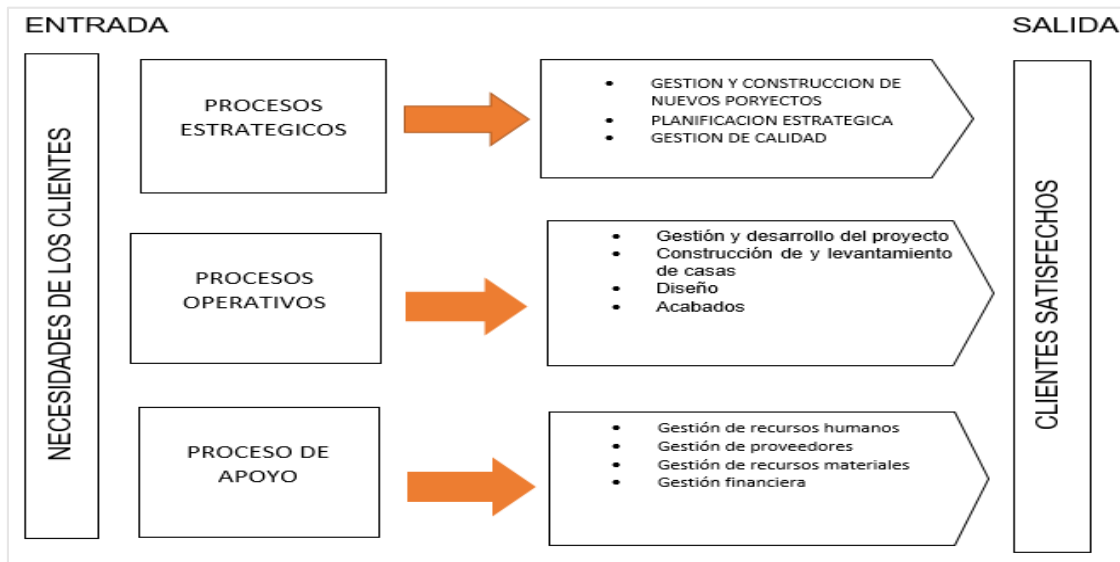 ENTRADA
SALIDA
NECESIDADES DE LOS CLIENTES
PROCESOS
ESTRATEGICOS
• GESTION Y CONSTRUCCION DE
NUEVOS PORYECTOS
• PLANIFICACION ESTRATEGICA
• GESTION DE CALIDAD
PROCESOS
OPERATIVOS
• Gestión y desarrollo del proyecto
• Construcción de y levantamiento
de casas
• Diseño
• Acabados
PROCESO DE
APOYO
• Gestión de recursos humanos
• Gestión de proveedores
• Gestión de recursos materiales
• Gestión financiera
CLIENTES SATISFECHOS